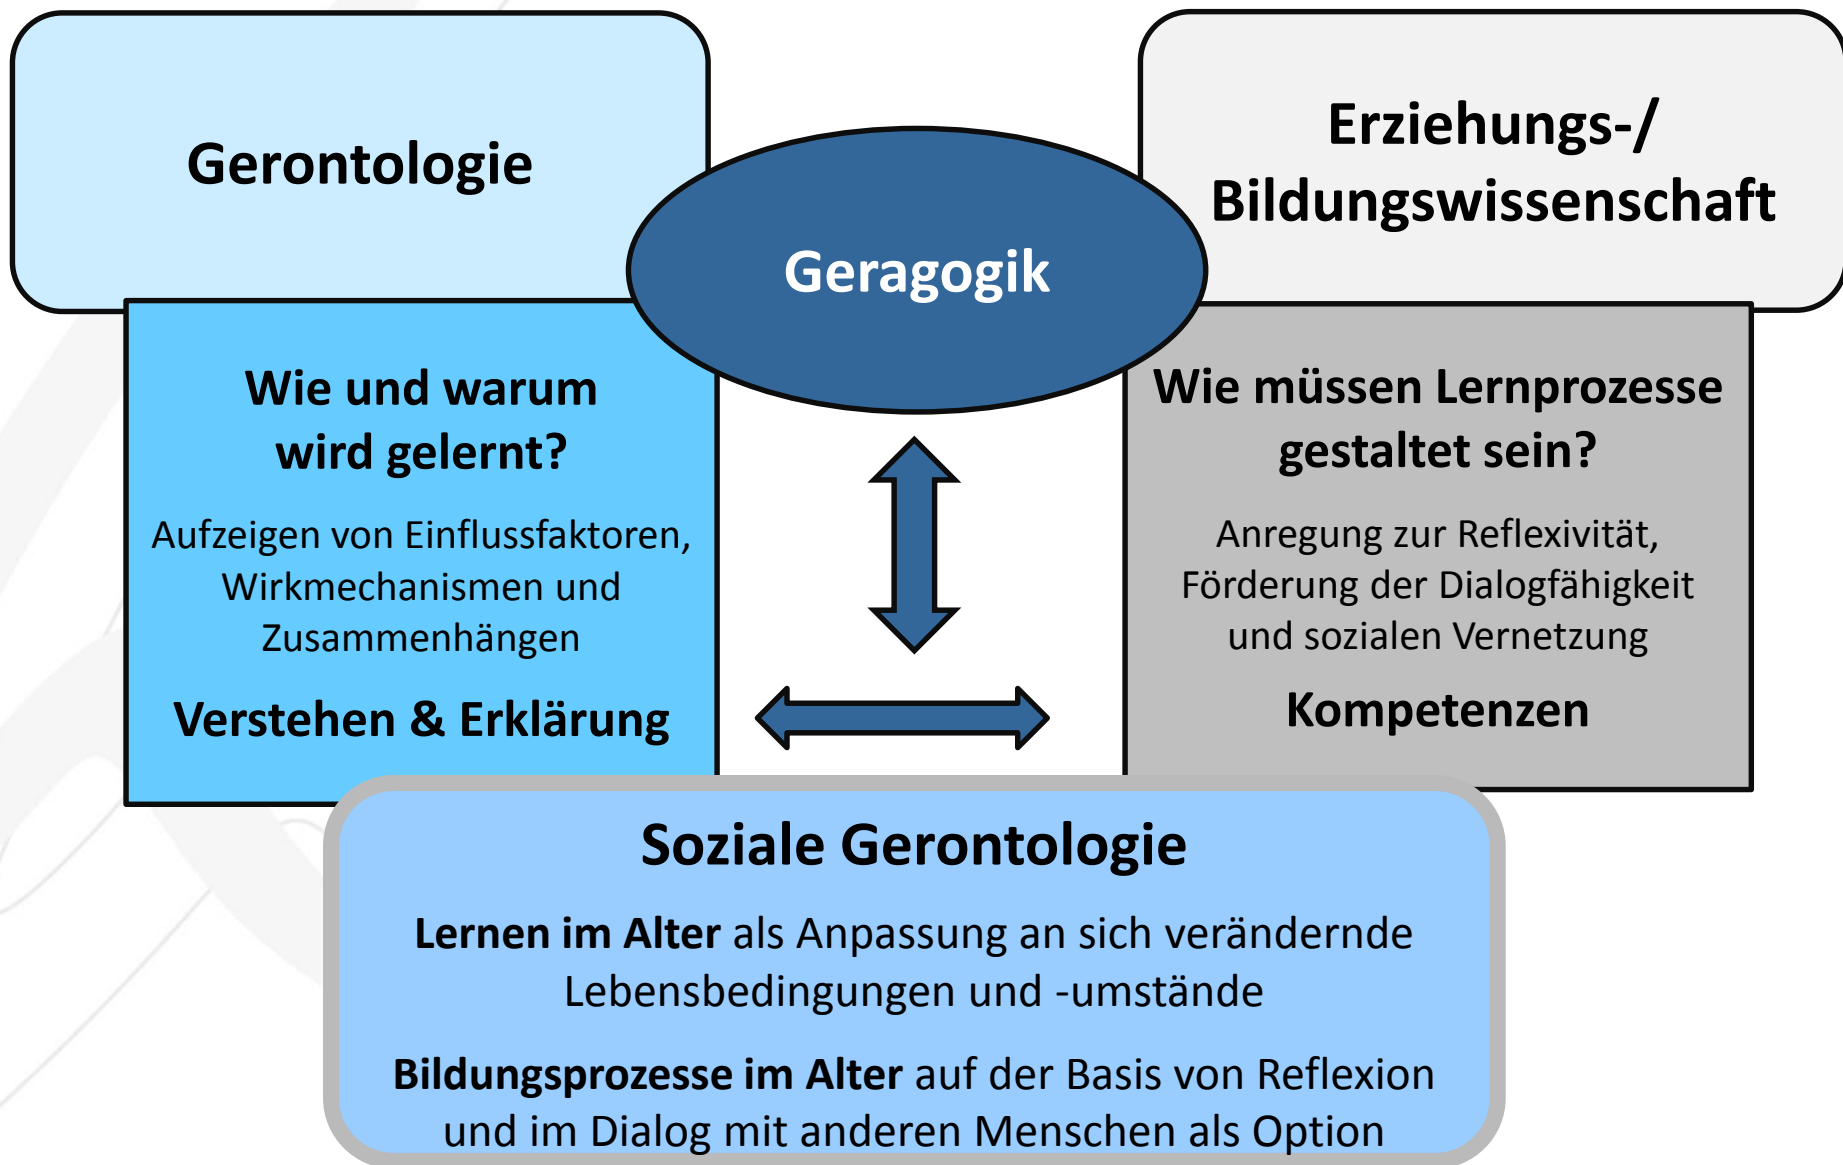 Gerontologie
Geragogik
Erziehungs-/
Bildungswissenschaft
Wie und warum
wird gelernt?
Aufzeigen von Einflussfaktoren,
Wirkmechanismen und
Zusammenhängen
Verstehen & Erklärung
Wie müssen Lernprozesse
gestaltet sein?
Anregung zur Reflexivität,
Förderung der Dialogfähigkeit
und sozialen Vernetzung
Kompetenzen
Soziale Gerontologie
Lernen im Alter als Anpassung an sich verändernde
Lebensbedingungen und -umstände
Bildungsprozesse im Alter auf der Basis von Reflexion
und im Dialog mit anderen Menschen als Option